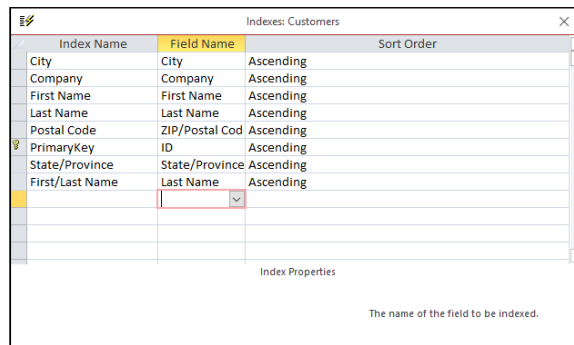 Indexes: Customers
Index Name Field Name Sort Order
City City Ascending
Company Company Ascending
First Name First Name Ascending
Last Name Last Name Ascending
Postal Code ZIP/Postal Cod Ascending
PrimaryKey ID Ascending
State/Province State/Province Ascending
First/Last Name Last Name Ascending
Index Properties
The name of the field to be indexed.